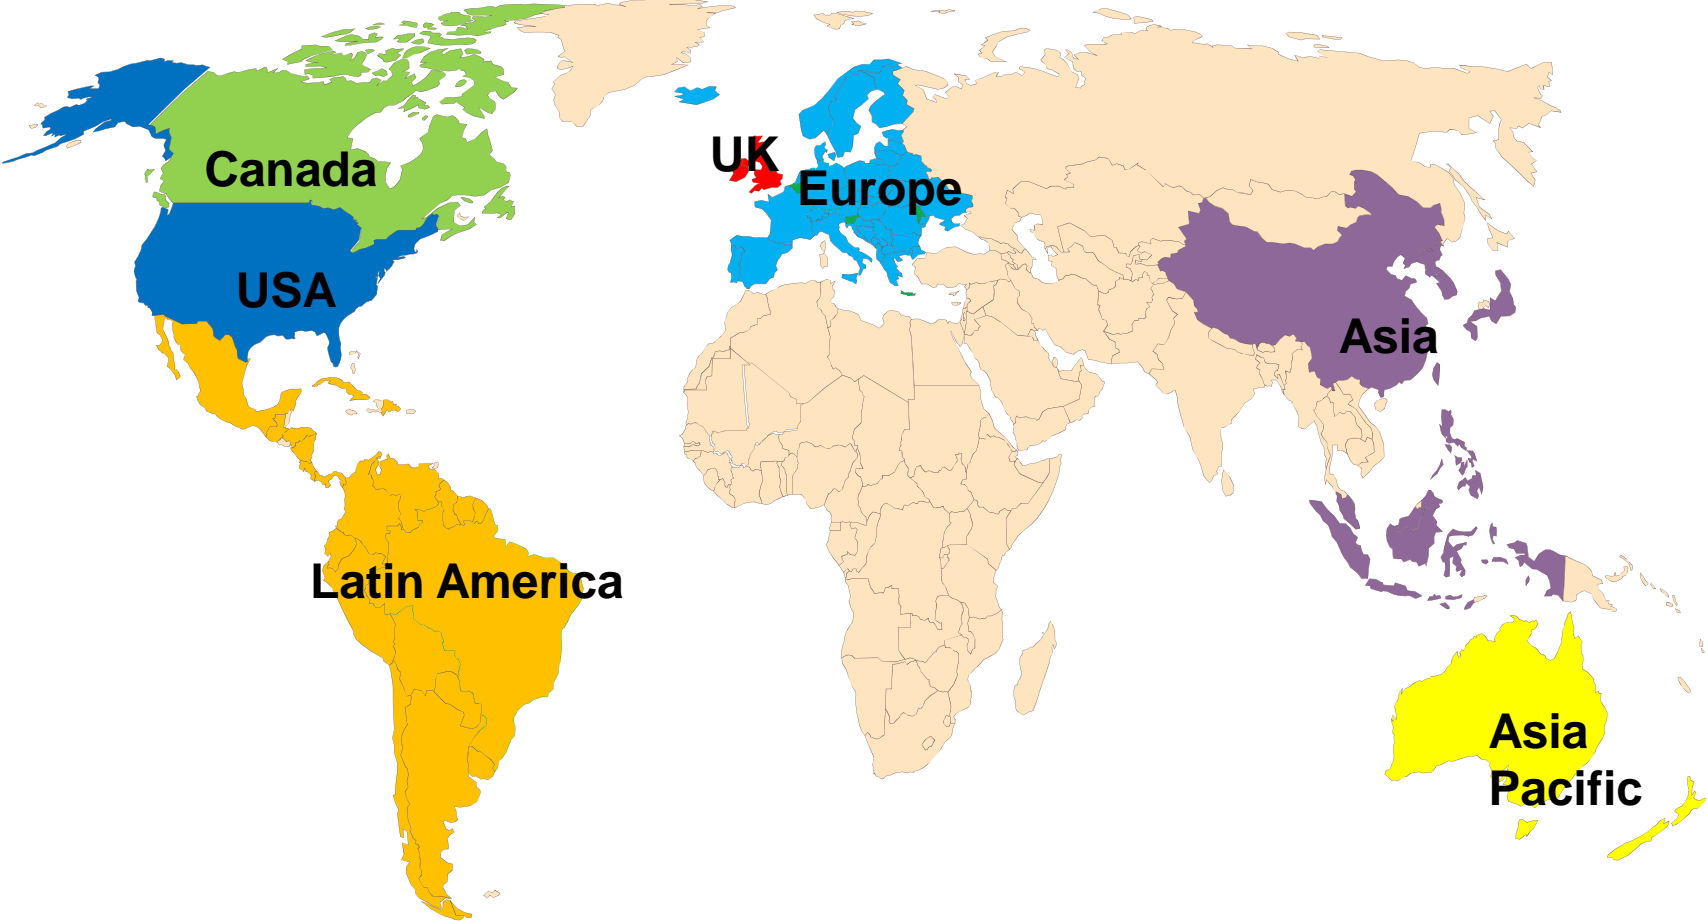 UK
Canada
Europe
USA
Asia
Latin America
Asia
Pacific